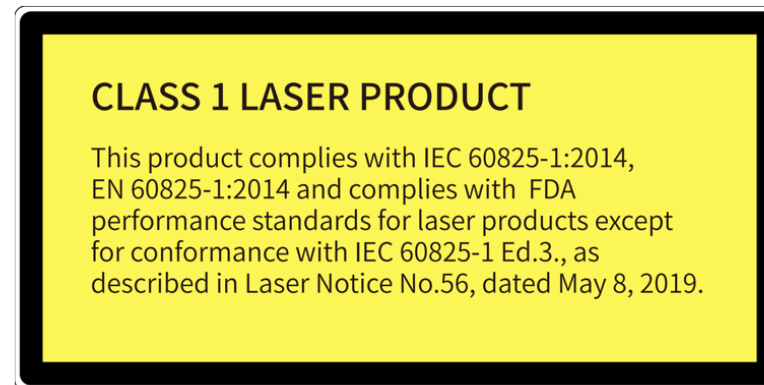 CLASS 1 LASER PRODUCT
This product complies with IEC 60825-1:2014,
EN 60825-1:2014 and complies with  FDA
performance standards for laser products except
for conformance with IEC 60825-1 Ed.3., as
described in Laser Notice No.56, dated May 8, 2019.